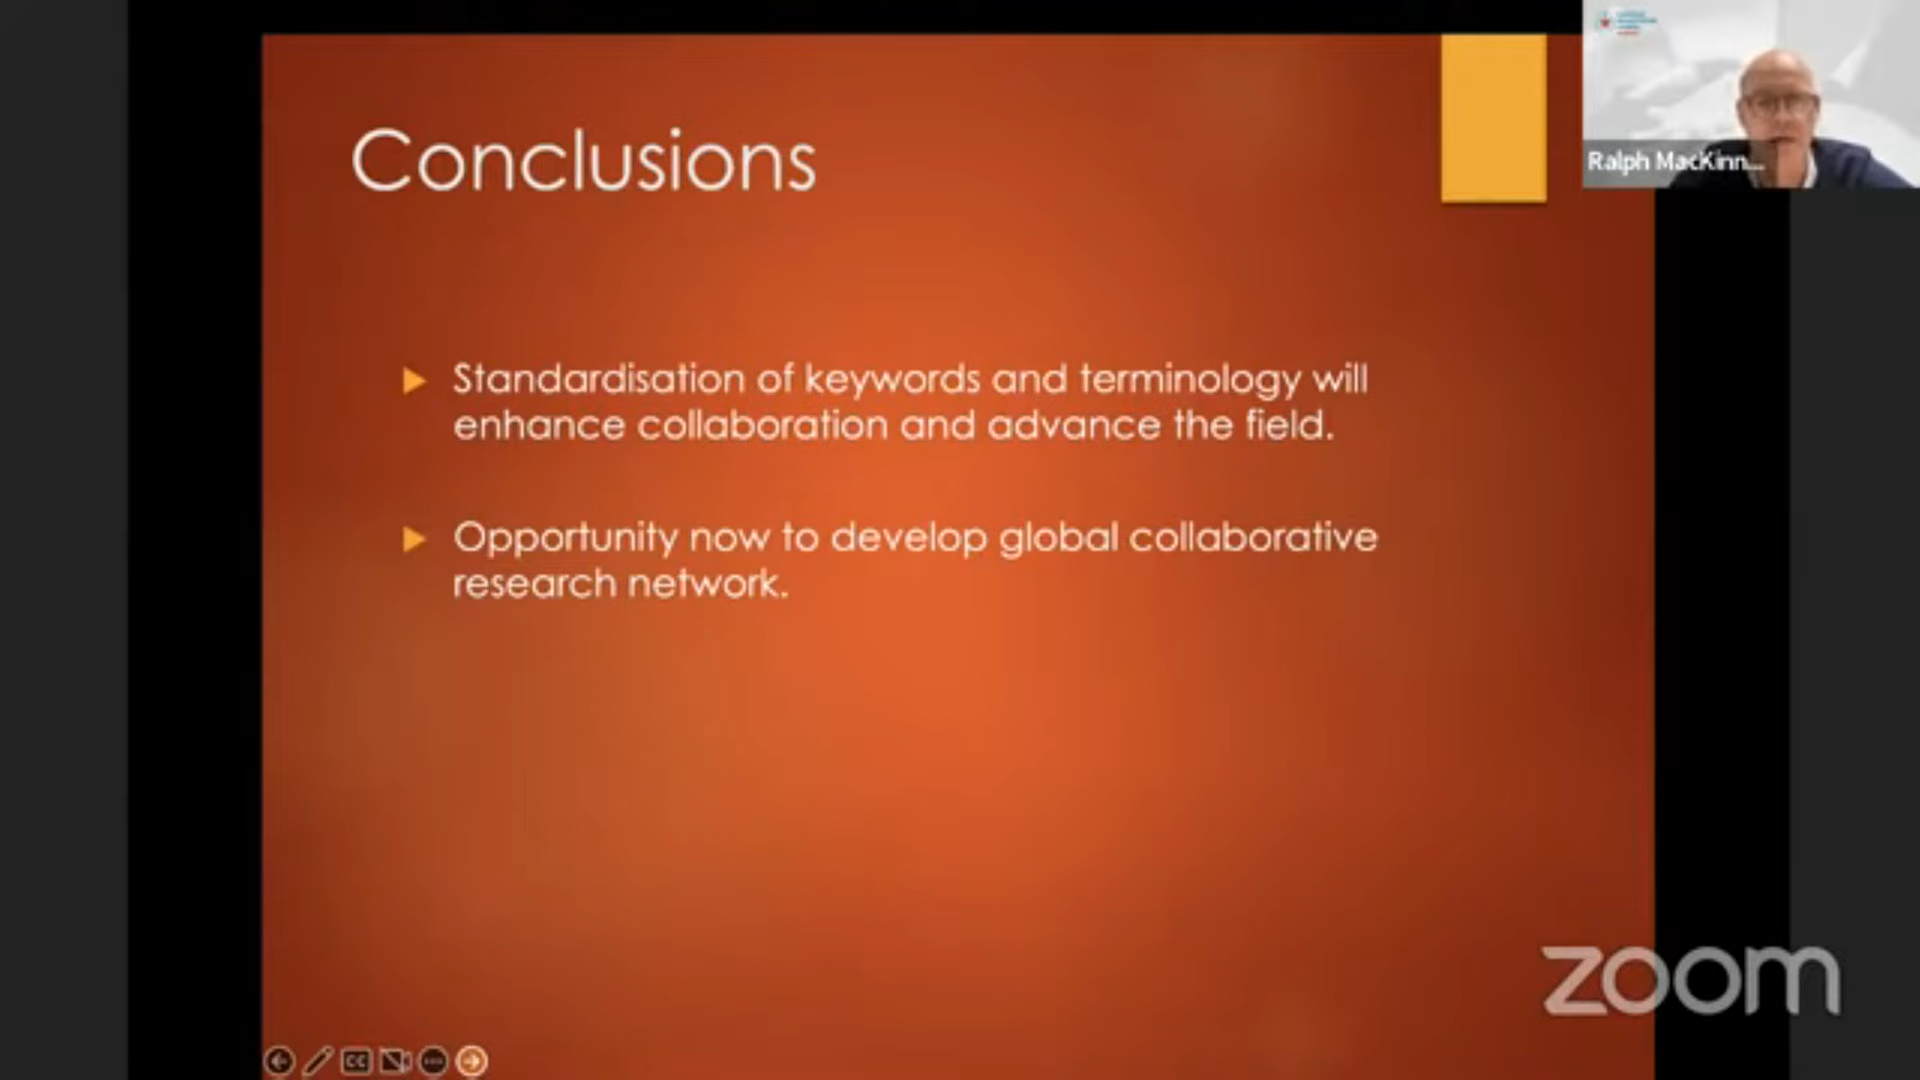 Conclusions
Standardisation of keywords and terminology will
enhance collaboration and advance the field.
Opportunity now to develop global collaborative
research network.
Ralph MacKinn...
CC
zoom